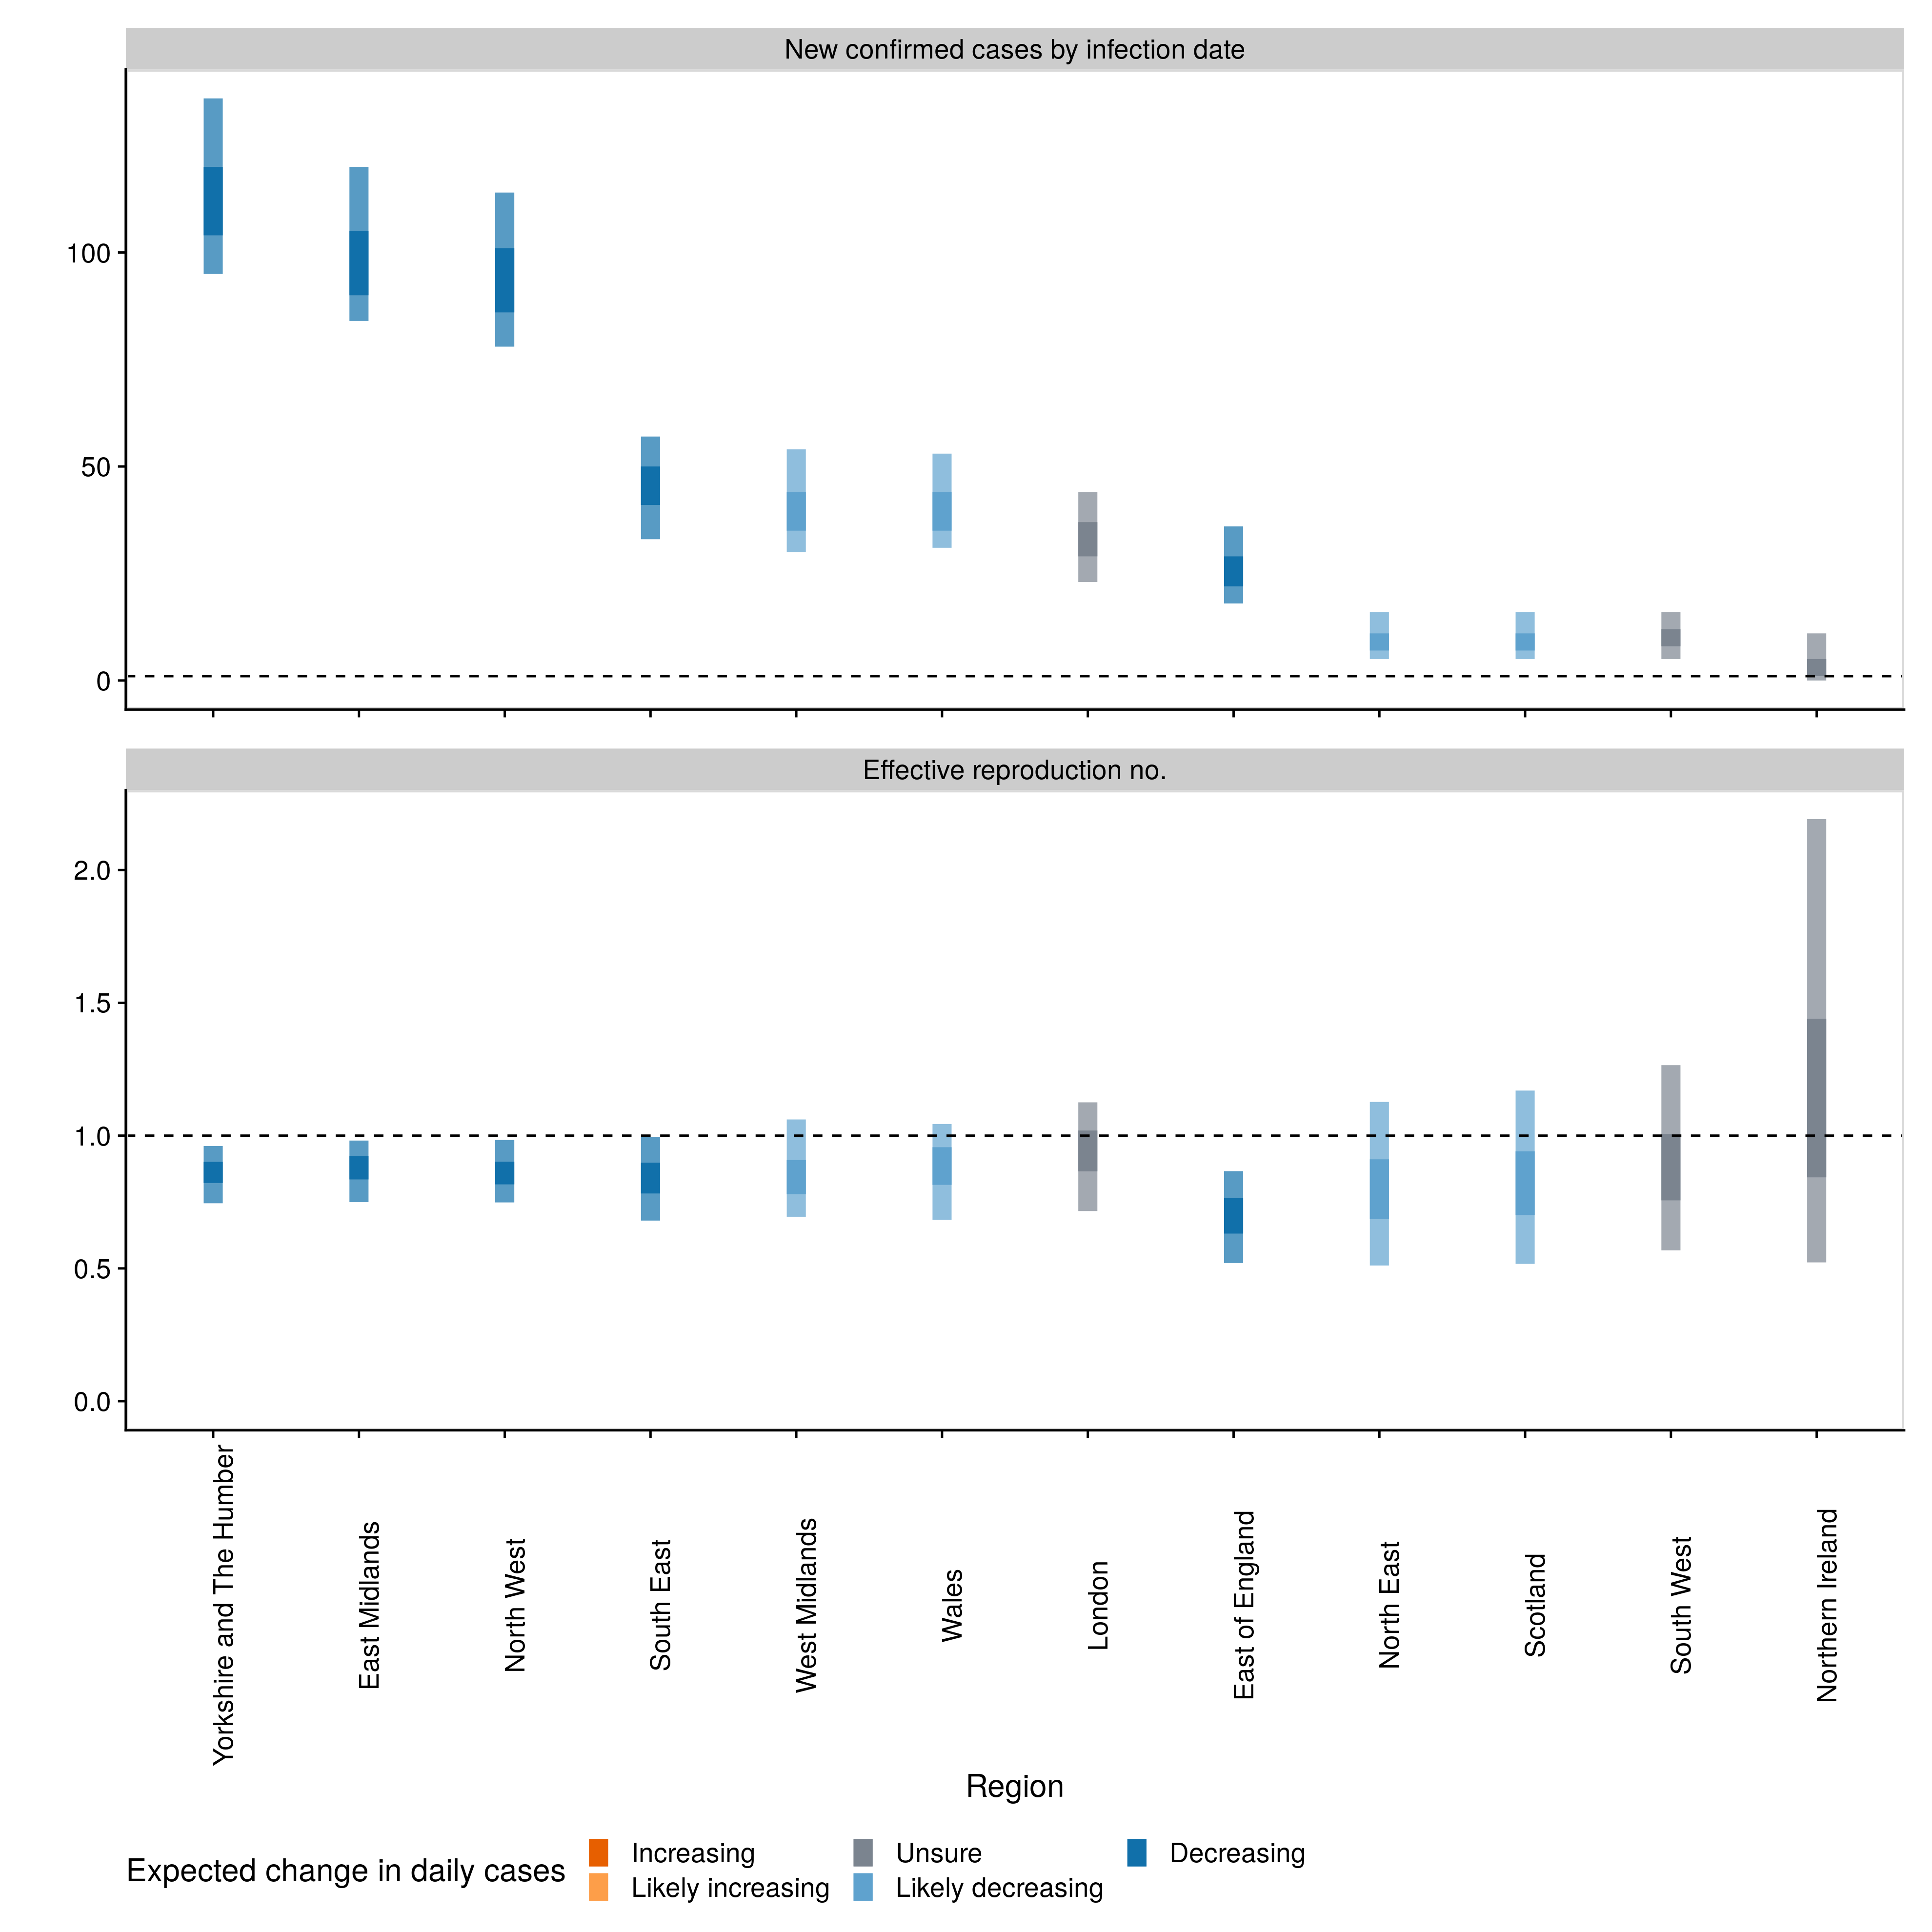 New confirmed cases by infection date
100
50
0
Effective reproduction no.
2.0
1.5
1.0
0.5
0.0
Yorkshire and The Humber
East Midlands
North West
South East
West Midlands
Wales
London
East of England
North East
Scotland
South West
Northern Ireland
Region
Expected change in daily cases
Increasing
Likely increasing
Unsure
Likely decreasing
Decreasing